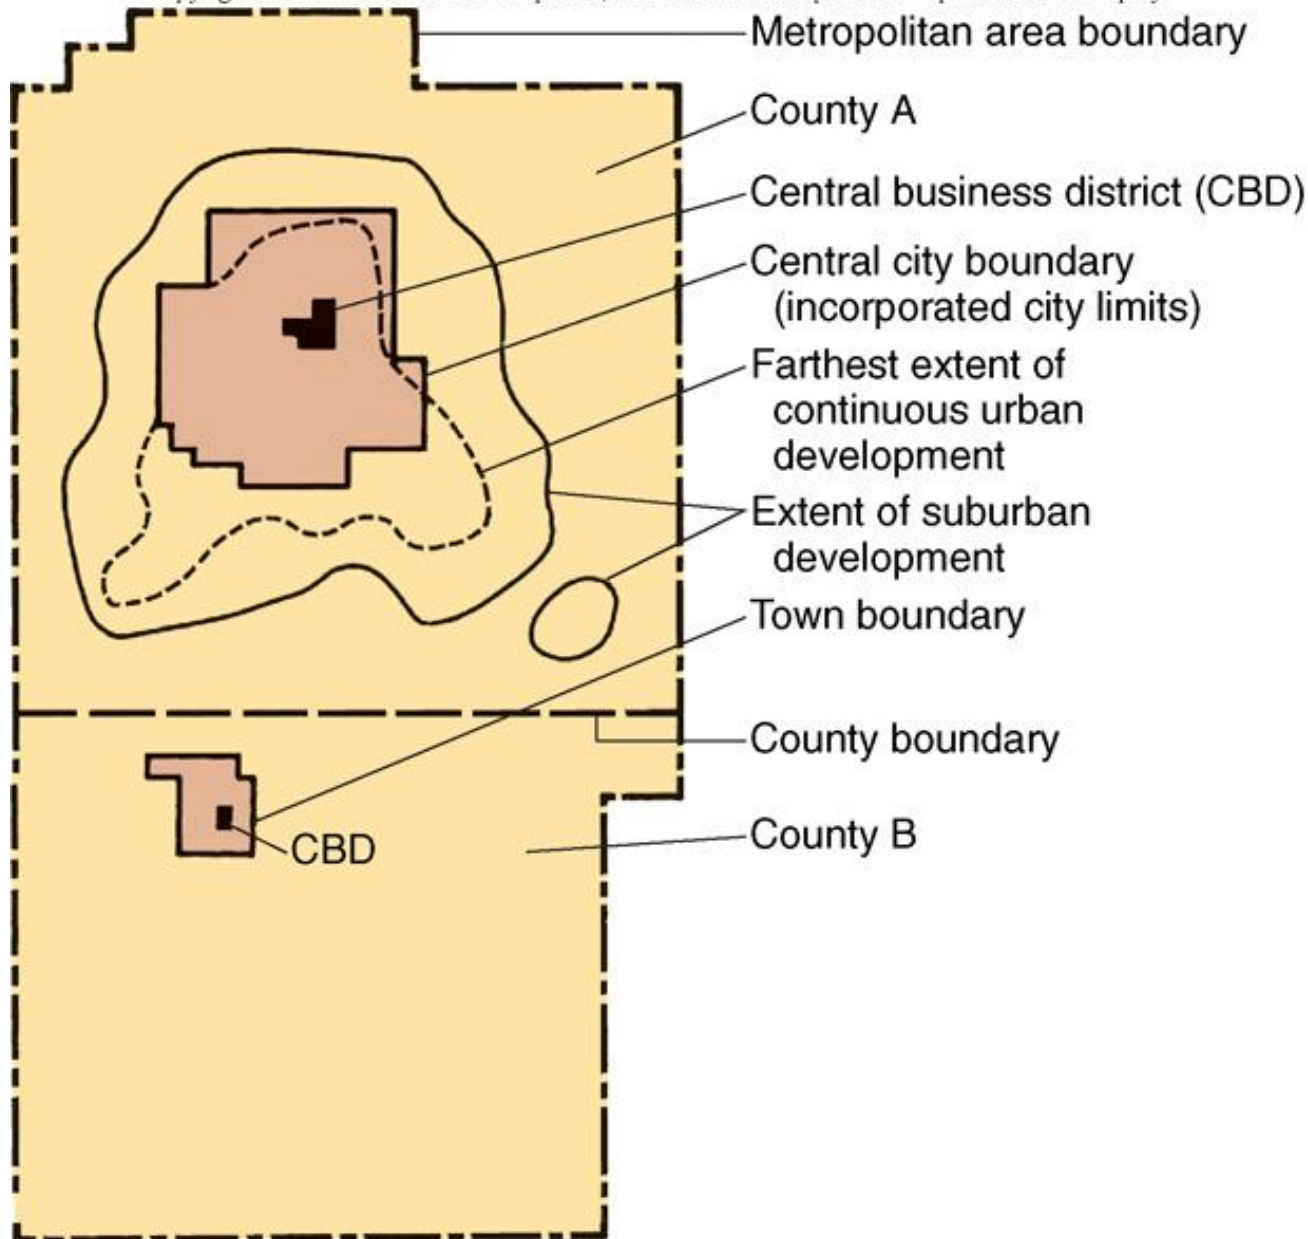 Metropolitan area boundary
County A
Central business district (CBD)
Central city boundary
(incorporated city limits)
Farthest extent of
continuous urban
development
Extent of suburban
development
Town boundary
County boundary
CBD
County B